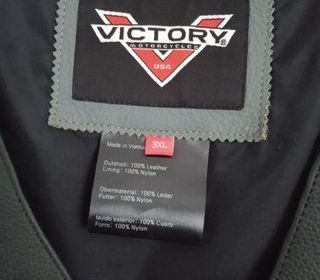 VICTORY®
MOTORCYCLES
USA
Made in Vietnam
3XL
Outshell: 100% Leather
Lining: 100% Nylon
Obermaterial: 100% Leder
Futter: 100% Nylon
tejido exterior: 100% Cuero
Forro: 100% Nylon